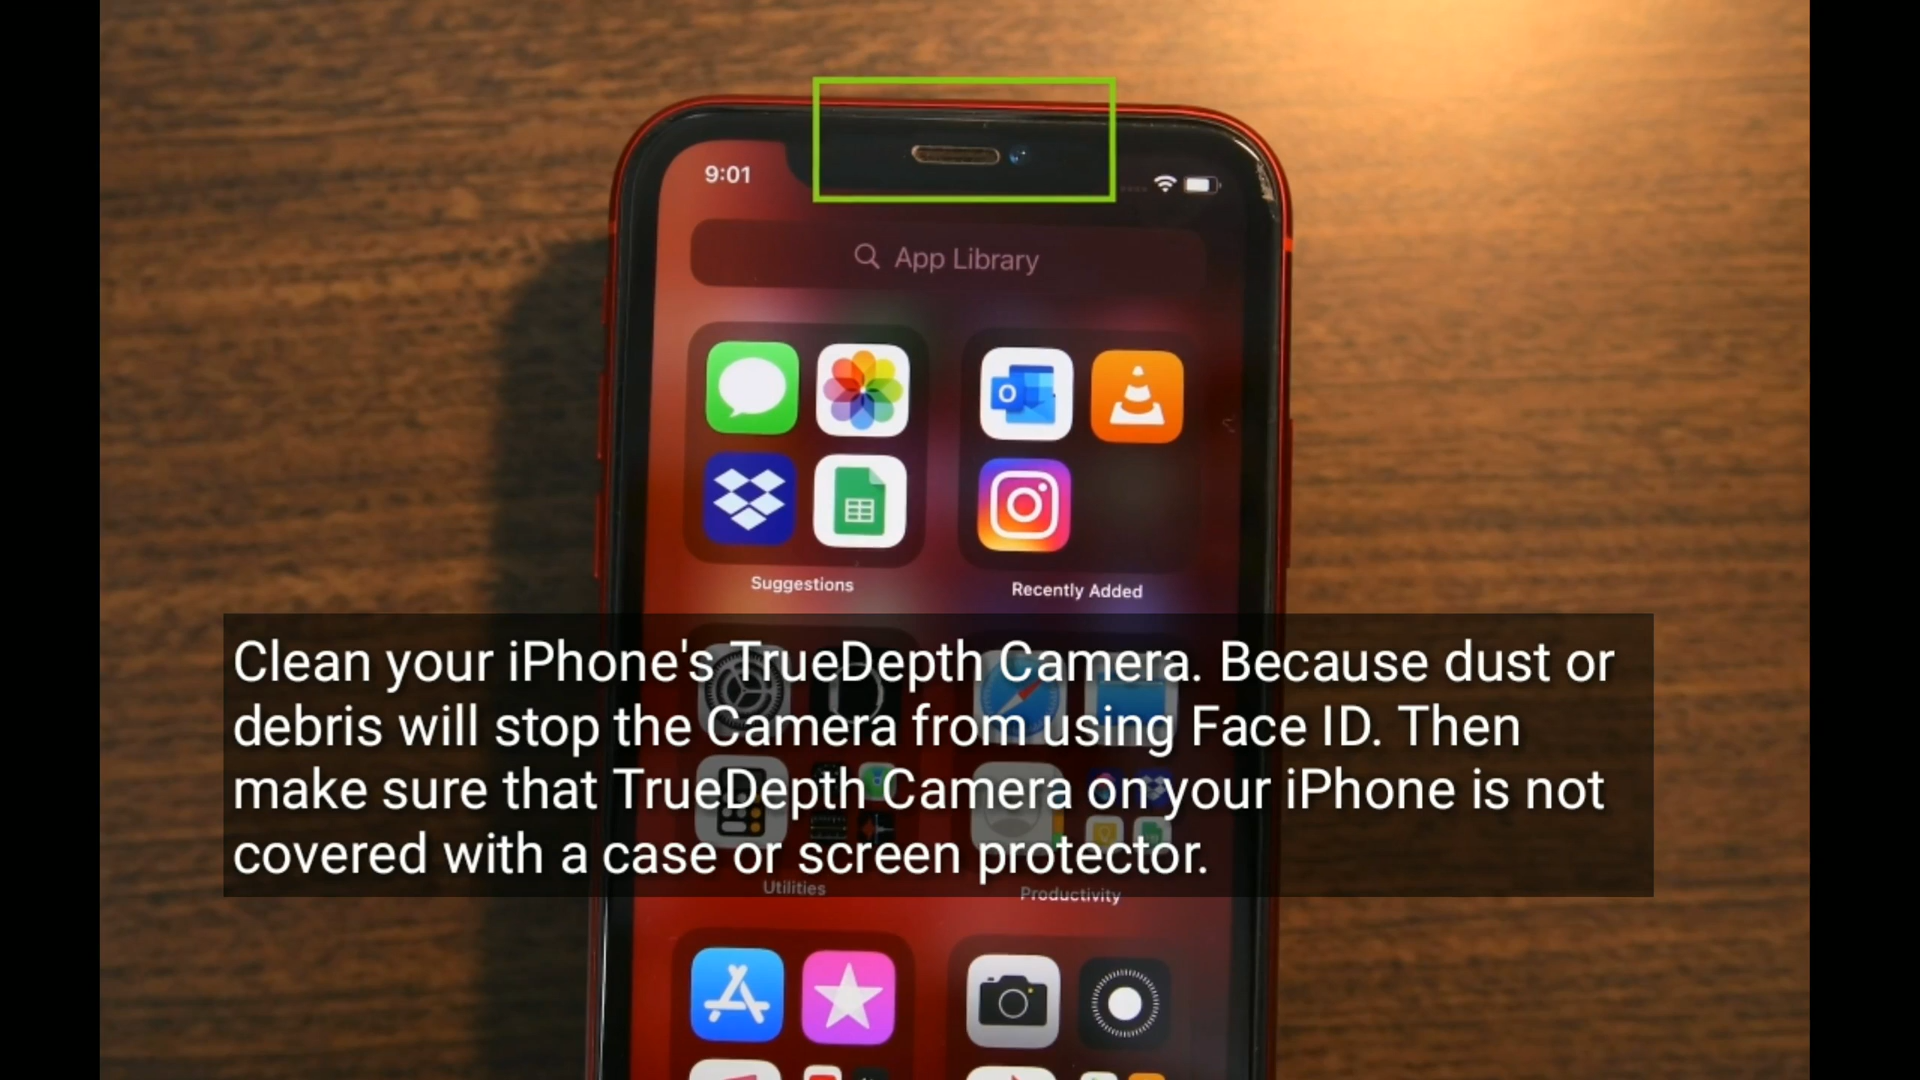 9:01
App Library
Suggestions
Recently Added
Clean your iPhone's TrueDepth Camera. Because dust or
debris will stop the Camera from using Face ID. Then
make sure that TrueDepth Camera on your iPhone is not
covered with a case or screen protector.
Utilities
Productivity